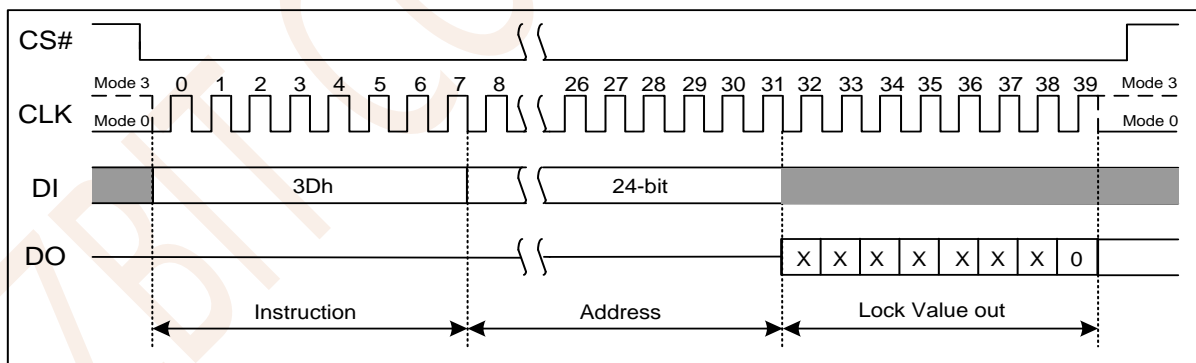 CS#
Mode 3 0 1 2 3 4 5 6 7 8 26 27 28 29 30 31 32 33 34 35 36 37 38 39 Mode 3
CLK
Mode 0 Mode 0
DI 3Dh 24-bit
DO X X X X X X X 0
Instruction Address Lock Value out
ZBIT CO